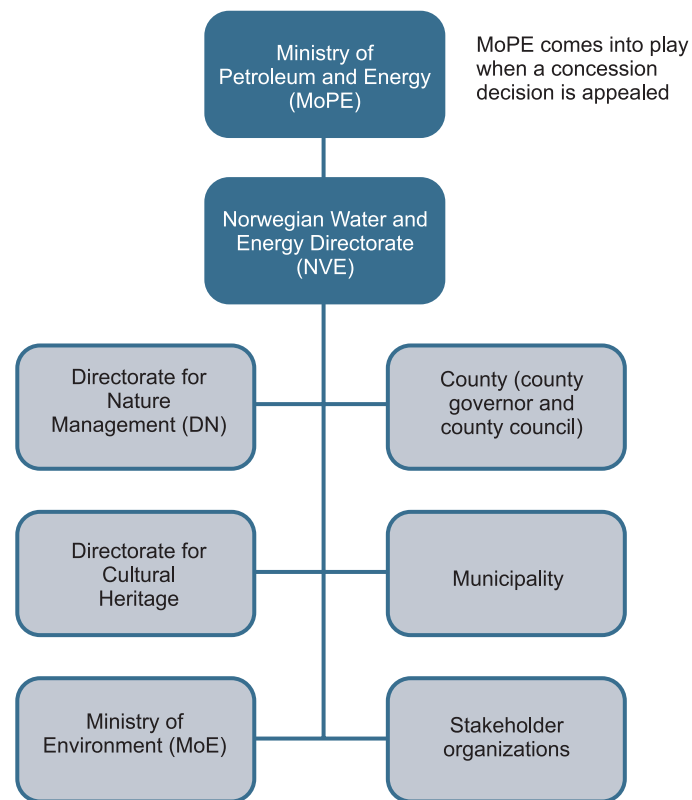 Ministry of
Petroleum and Energy
(MoPE)
MoPE comes into play
when a concession
decision is appealed
Norwegian Water and
Energy Directorate
(NVE)
Directorate for
Nature
Management (DN)
County (county
governor and
county council)
Directorate for
Cultural
Heritage
Municipality
Ministry of
Environment (MoE)
Stakeholder
organizations